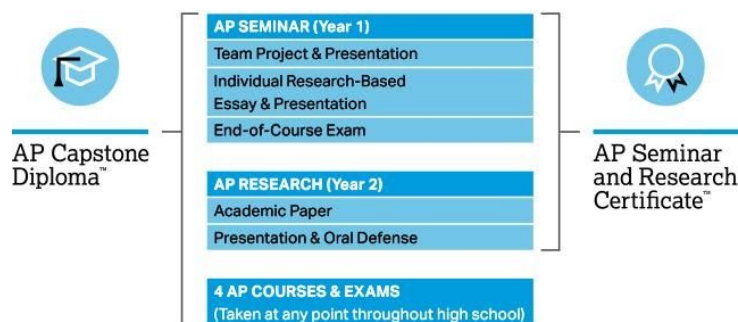 AP Capstone
Diploma™
AP SEMINAR (Year 1)
Team Project & Presentation
Individual Research-Based
Essay & Presentation
End-of-Course Exam
AP RESEARCH (Year 2)
Academic Paper
Presentation & Oral Defense
4 AP COURSES & EXAMS
(Taken at any point throughout high school)
AP Seminar
and Research
Certificate™